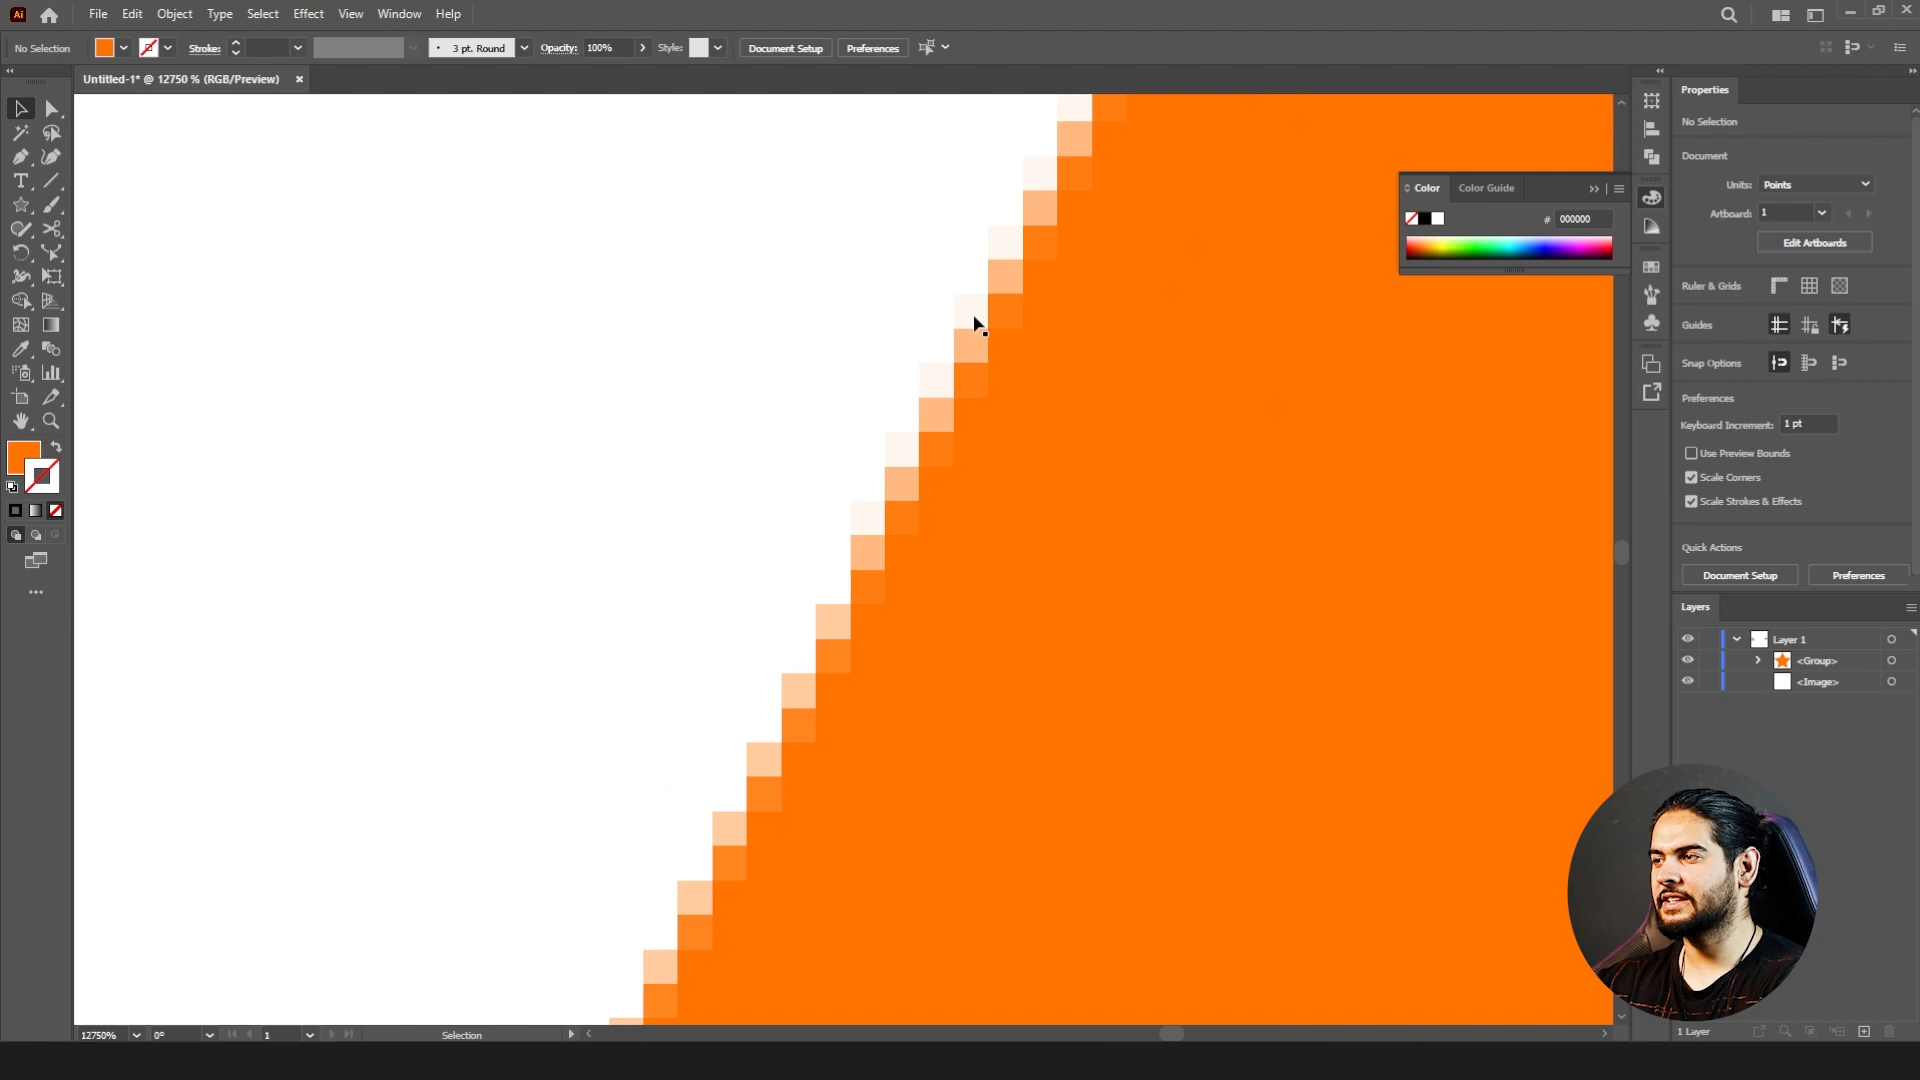 Ai File Edit Object Type Select Effect View Window Help
No Selection Stroke: 3 pt. Round Opacity: 100% Style: Document Setup Preferences
Untitled-1* @ 12750 % (RGB/Preview) ×
Properties
No Selection
Document
Units: Points
Artboard: 1
Edit Artboards
Color Color Guide
# 000000
Ruler & Grids
Guides
Snap Options
Preferences
Keyboard Increment: 1 pt
Use Preview Bounds
Scale Corners
Scale Strokes & Effects
Quick Actions
Document Setup Preferences
Layers
Layer 1
<Group>
<Image>
12750% 0° 1 Selection
1 Layer